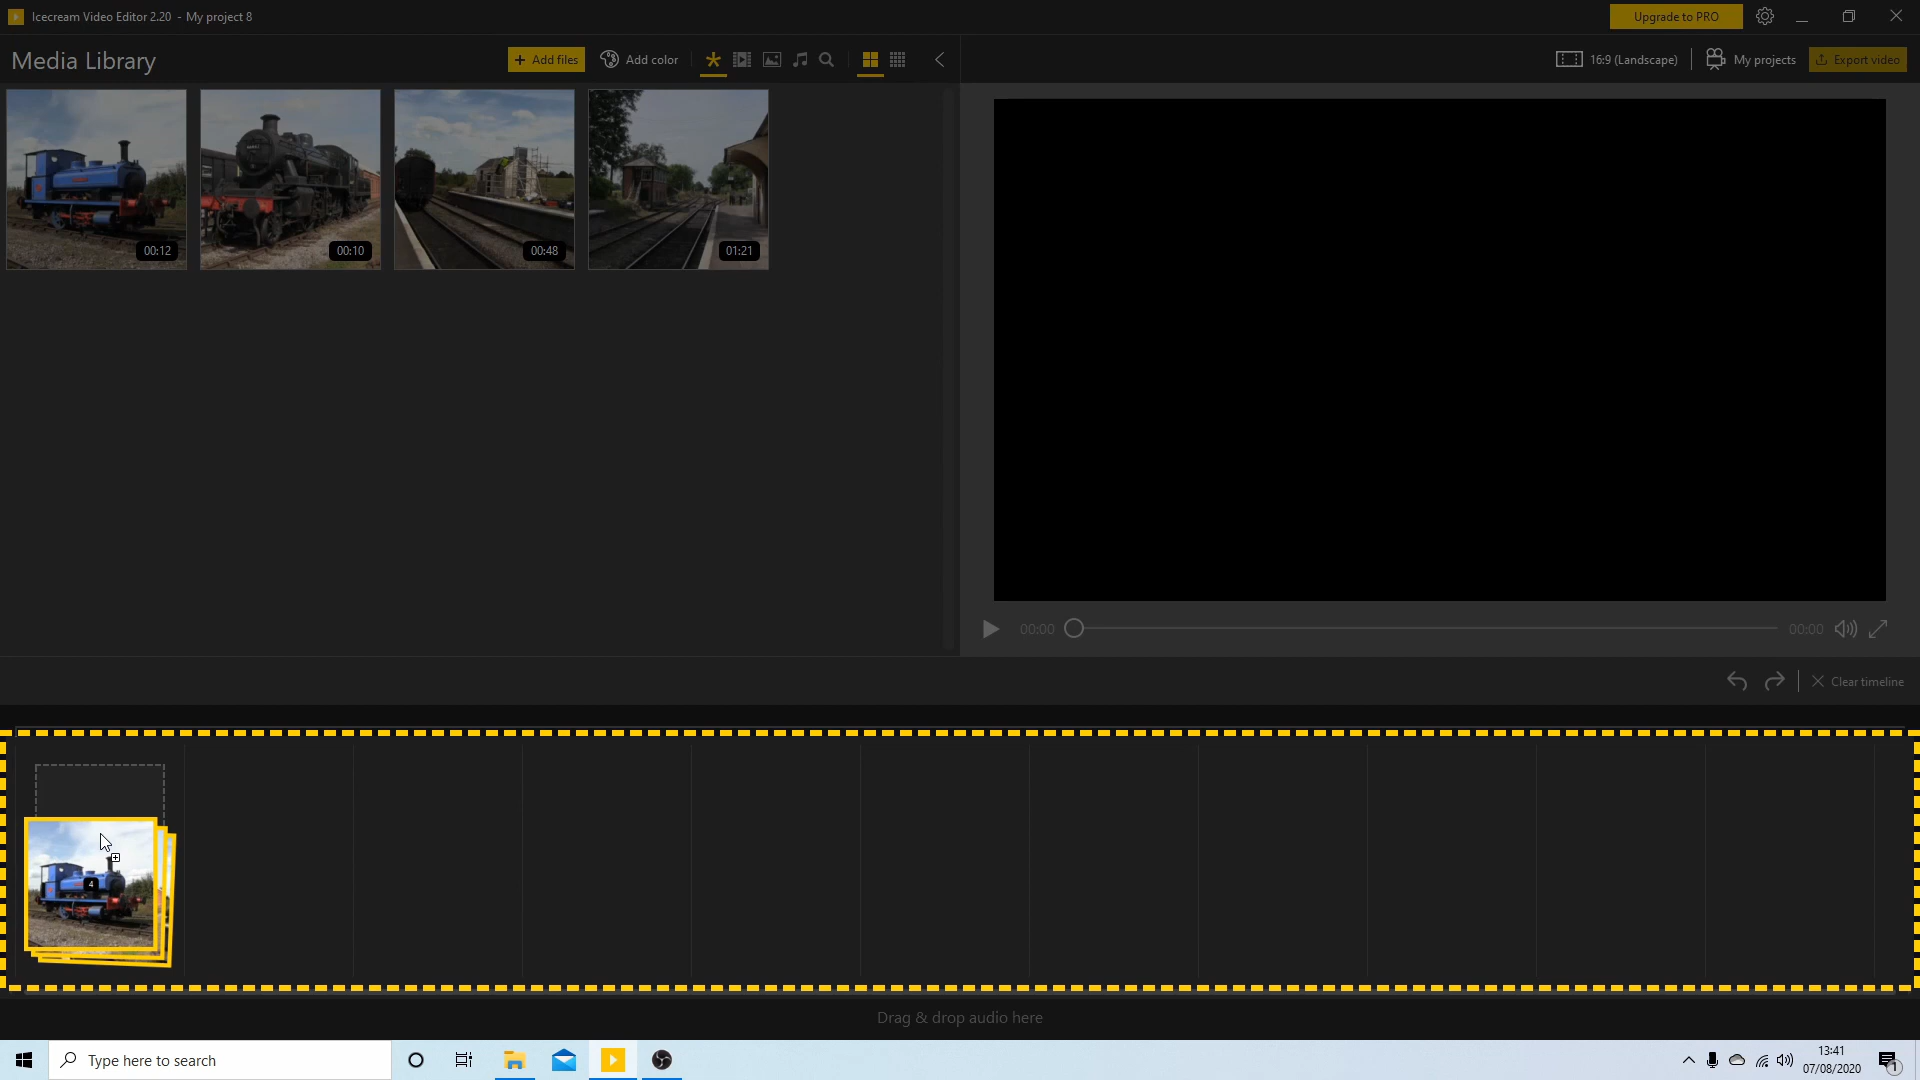 Icecream Video Editor 2.20 - My project 8
Upgrade to PRO
Media Library
Add files
Add color
16:9 (Landscape)
My projects
Export video
00:12
00:10
00:48
01:21
00:00
00:00
Clear timeline
4
Drag & drop audio here
Type here to search
13:41
07/08/2020
1